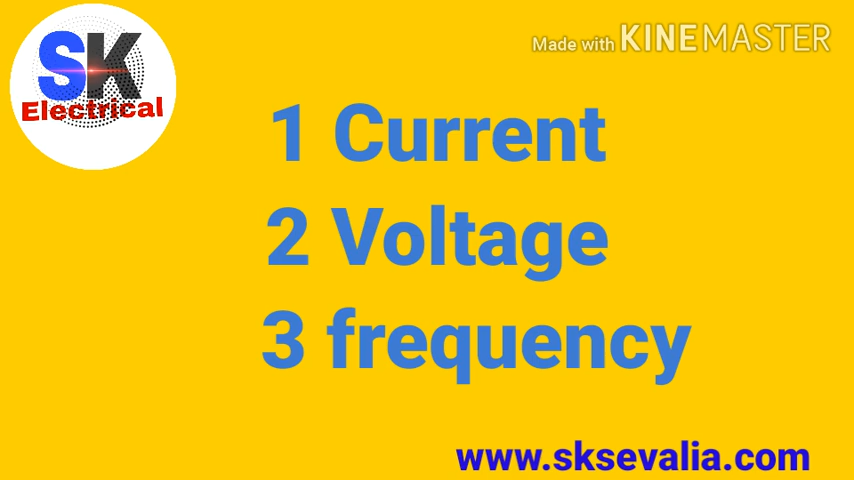 SK
Electrical
Made with KINEMASTER
1 Current
2 Voltage
3 frequency
www.sksevalia.com